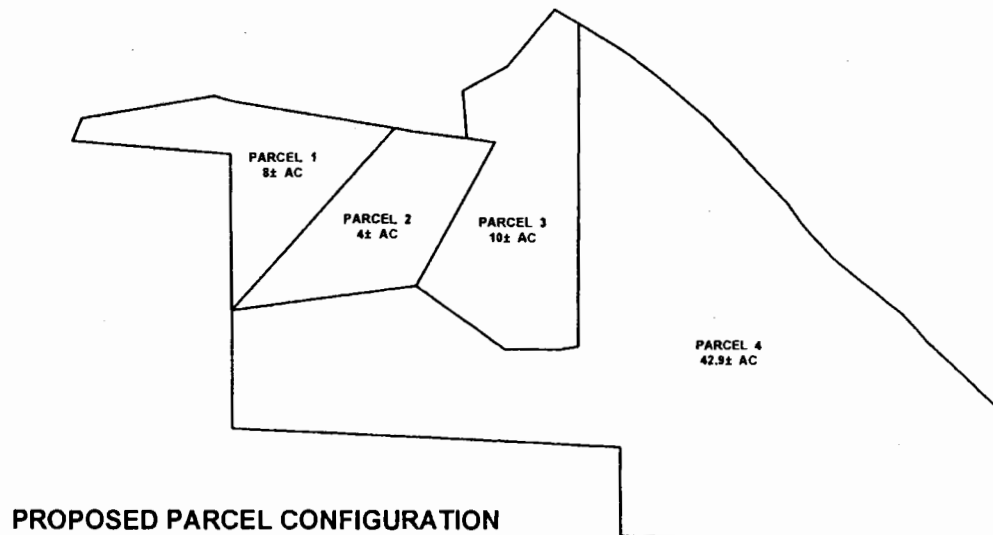 PARCEL 1
8± AC
PARCEL 2
4± AC
PARCEL 3
10± AC
PARCEL 4
42.9± AC
PROPOSED PARCEL CONFIGURATION